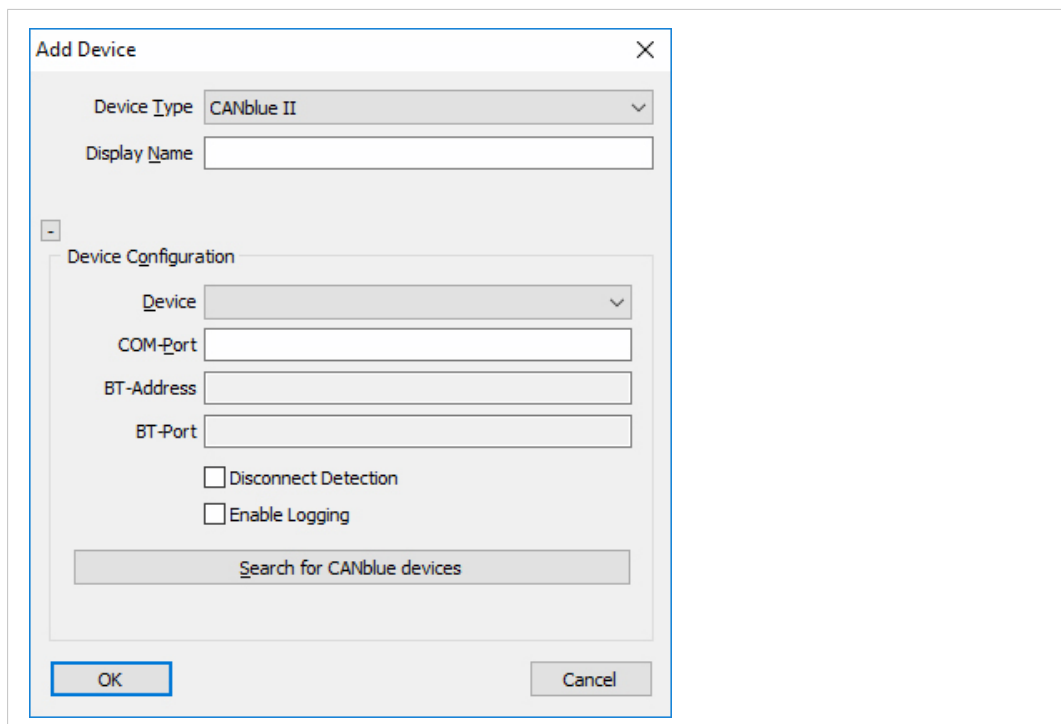 Add Device
Device Type CANblue II
Display Name
-
Device Configuration
Device
COM-Port
BT-Address
BT-Port
Disconnect Detection
Enable Logging
Search for CANblue devices
OK Cancel